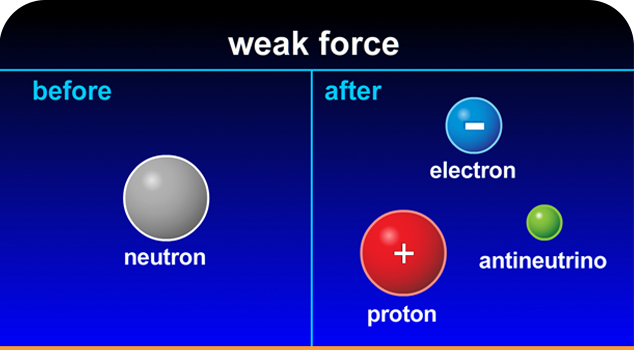 weak force
before
after
−
electron
neutron
+
antineutrino
proton